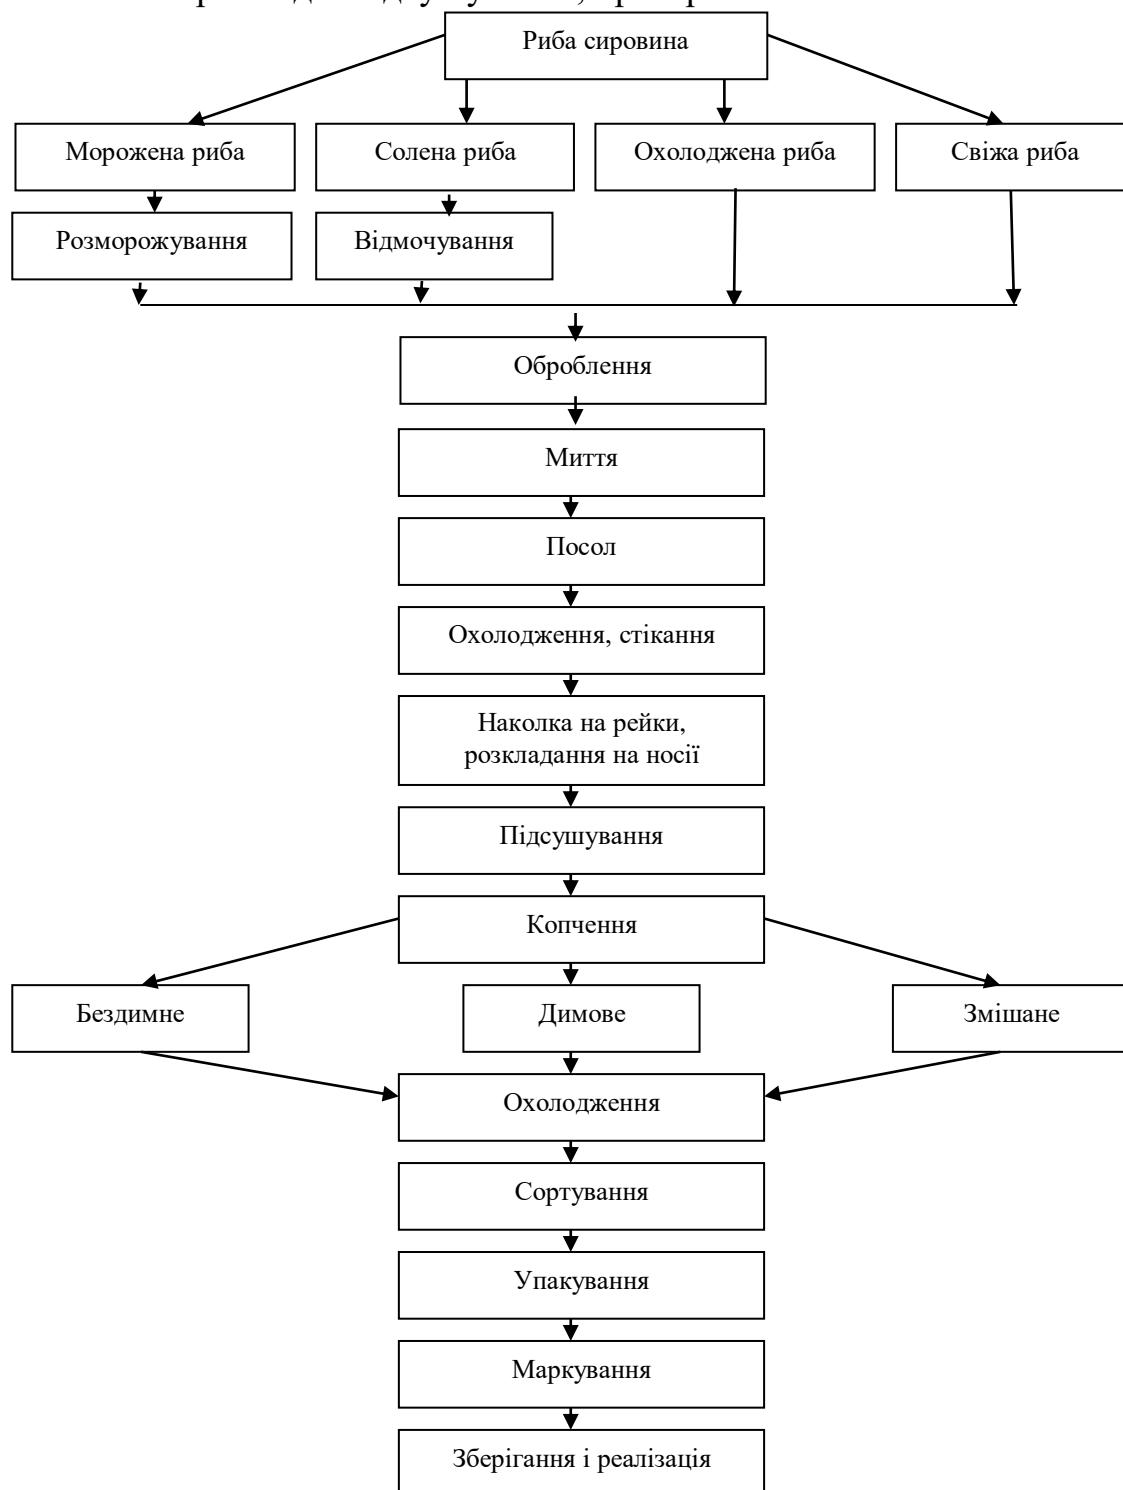 Риба сировина
Морожена риба
Солена риба
Охолоджена риба
Свіжа риба
Розморожування
Відмочування
Оброблення
Миття
Посол
Охолодження, стікання
Наколка на рейки,
розкладання на носії
Підсушування
Копчення
Бездимне
Димове
Змішане
Охолодження
Сортування
Упакування
Маркування
Зберігання і реалізація